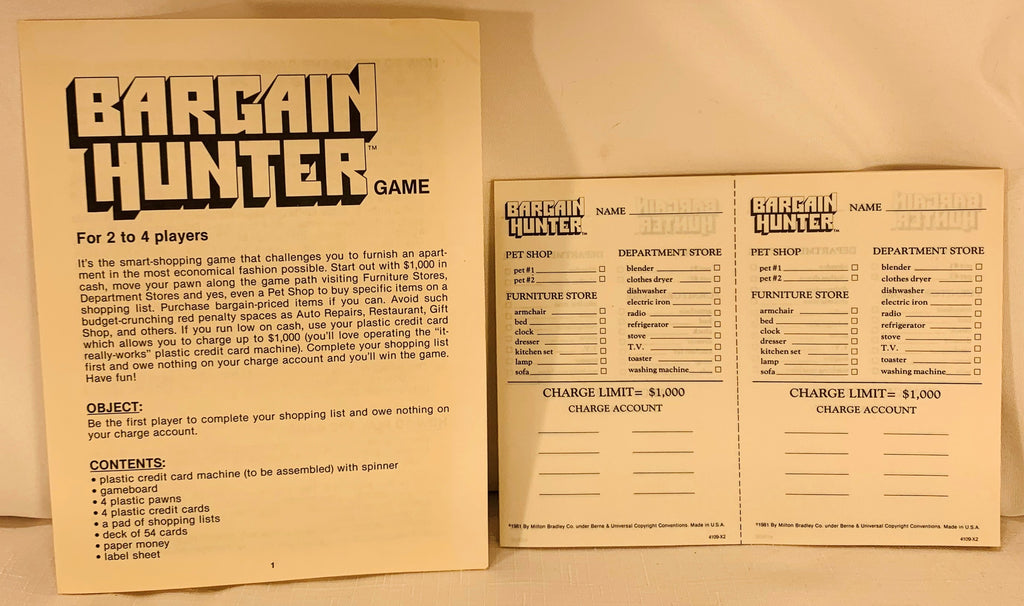 BARGAIN
HUNTER™ GAME
For 2 to 4 players
It's the smart-shopping game that challenges you to furnish an apart-
ment in the most economical fashion possible. Start out with $1,000 in
cash, move your pawn along the game path visiting Furniture Stores,
Department Stores and yes, even a Pet Shop to buy specific items on a
shopping list. Purchase bargain-priced items if you can. Avoid such
budget-crunching red penalty spaces as Auto Repairs, Restaurant, Gift
Shop, and others. If you run low on cash, use your plastic credit card
which allows you to charge up to $1,000 (you'll love operating the "it-
really-works" plastic credit card machine). Complete your shopping list
first and owe nothing on your charge account and you'll win the game.
Have fun!
OBJECT:
Be the first player to complete your shopping list and owe nothing on
your charge account.
CONTENTS:
• plastic credit card machine (to be assembled) with spinner
• gameboard
• 4 plastic pawns
• 4 plastic credit cards
• a pad of shopping lists
• deck of 54 cards
• paper money
• label sheet
1
BARGAIN
HUNTER™
NAME
PET SHOP
pet #1
pet #2
FURNITURE STORE
armchair
bed
clock
dresser
kitchen set
lamp
sofa
DEPARTMENT STORE
blender
clothes dryer
dishwasher
electric iron
radio
refrigerator
stove
T.V.
toaster
washing machine
CHARGE LIMIT= $1,000
CHARGE ACCOUNT
©1981 By Milton Bradley Co. under Berne & Universal Copyright Conventions. Made in U.S.A.
4109-X2
BARGAIN
HUNTER™
NAME
PET SHOP
pet #1
pet #2
FURNITURE STORE
armchair
bed
clock
dresser
kitchen set
lamp
sofa
DEPARTMENT STORE
blender
clothes dryer
dishwasher
electric iron
radio
refrigerator
stove
T.V.
toaster
washing machine
CHARGE LIMIT= $1,000
CHARGE ACCOUNT
©1981 By Milton Bradley Co. under Berne & Universal Copyright Conventions. Made in U.S.A.
4109-X2